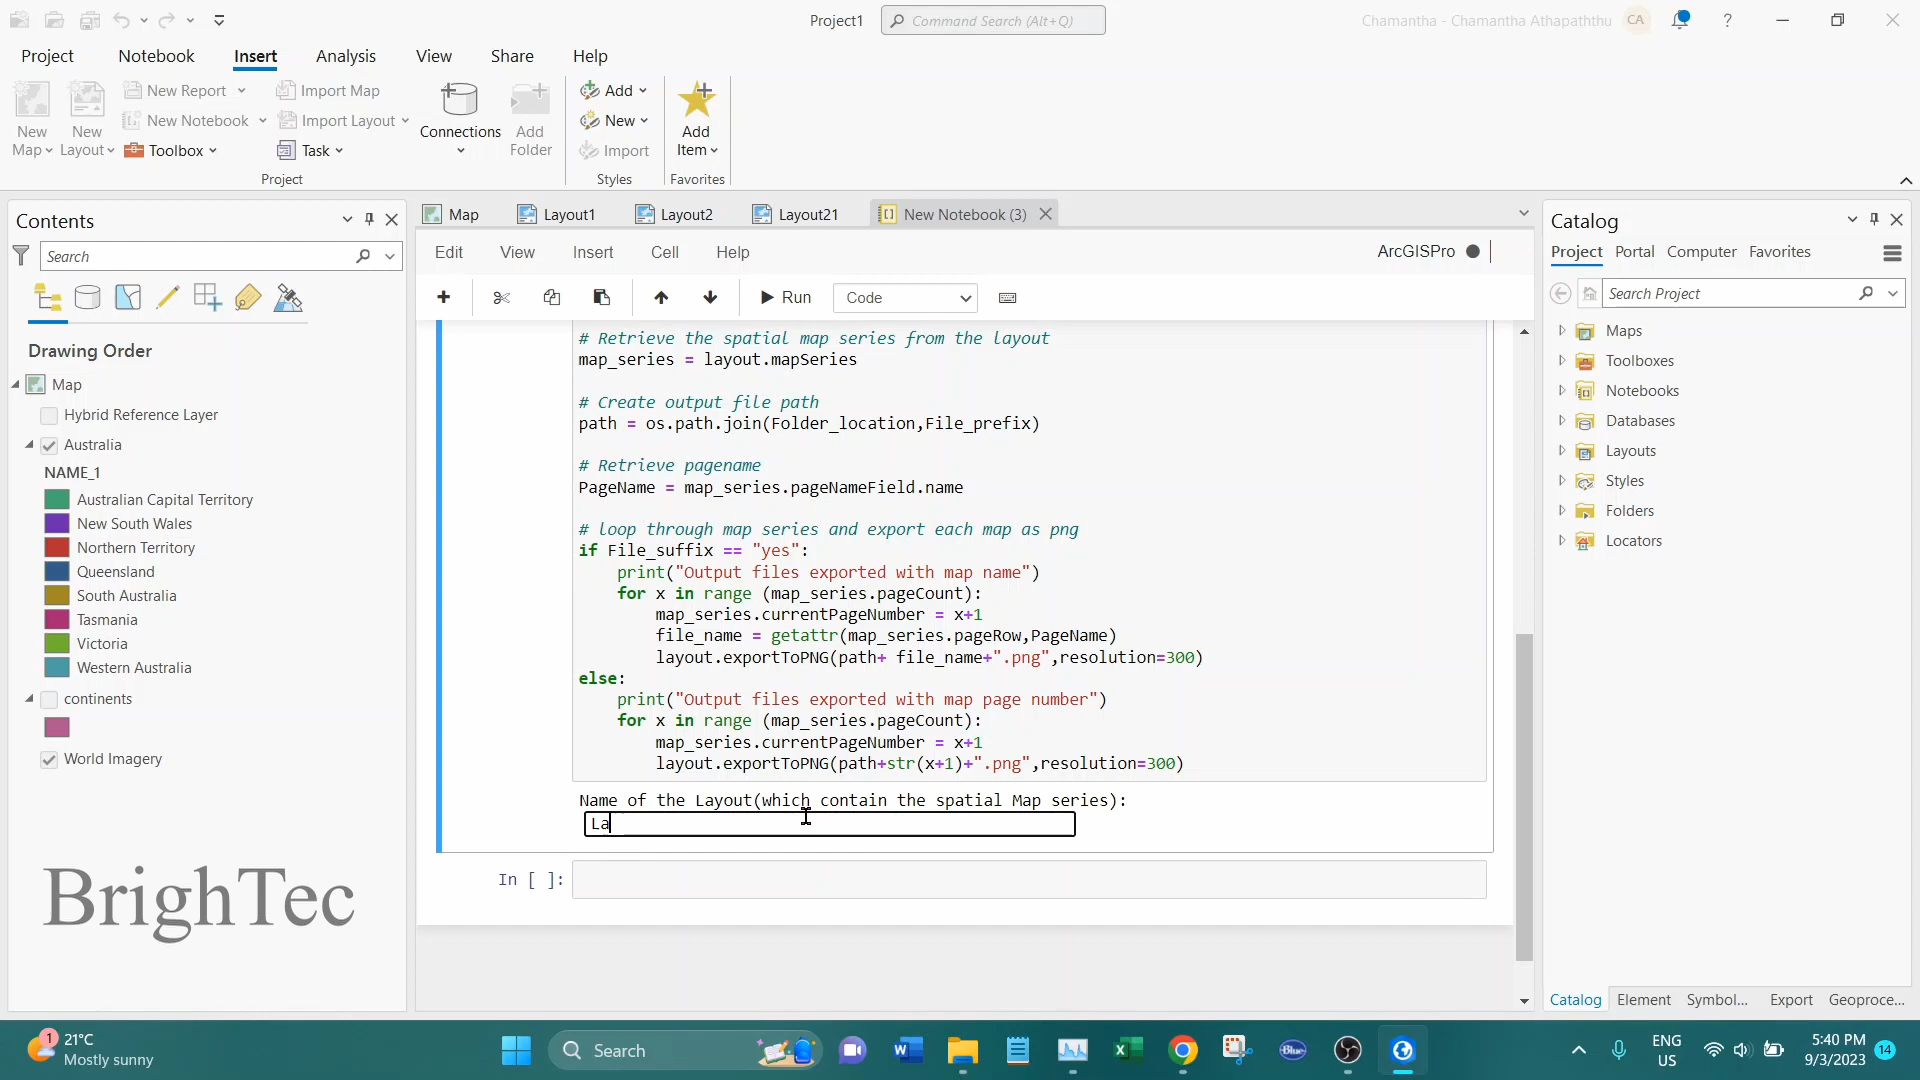 Project1
Command Search (Alt+Q)
Chamantha - Chamantha Athapaththu
CA
?
Project
Notebook
Insert
Analysis
View
Share
Help
New Map
New Layout
New Report
New Notebook
Toolbox
Import Map
Import Layout
Task
Connections
Add Folder
Add
New
Import
Add Item
Project
Styles
Favorites
Contents
Search
Drawing Order
Map
Hybrid Reference Layer
Australia
NAME_1
Australian Capital Territory
New South Wales
Northern Territory
Queensland
South Australia
Tasmania
Victoria
Western Australia
continents
World Imagery
BrighTec
Map
Layout1
Layout2
Layout21
New Notebook (3)
Edit
View
Insert
Cell
Help
ArcGISPro
Run
Code
# Retrieve the spatial map series from the layout
map_series = layout.mapSeries
# Create output file path
path = os.path.join(Folder_location,File_prefix)
# Retrieve pagename
PageName = map_series.pageNameField.name
# loop through map series and export each map as png
if File_suffix == "yes":
    print("Output files exported with map name")
    for x in range (map_series.pageCount):
        map_series.currentPageNumber = x+1
        file_name = getattr(map_series.pageRow,PageName)
        layout.exportToPNG(path+ file_name+".png",resolution=300)
else:
    print("Output files exported with map page number")
    for x in range (map_series.pageCount):
        map_series.currentPageNumber = x+1
        layout.exportToPNG(path+str(x+1)+".png",resolution=300)
Name of the Layout(which contain the spatial Map series):
La
In [ ]:
Catalog
Project
Portal
Computer
Favorites
Search Project
Maps
Toolboxes
Notebooks
Databases
Layouts
Styles
Folders
Locators
Catalog
Element
Symbol...
Export
Geoproce...
1
21°C
Mostly sunny
Search
Blue
ENG
US
5:40 PM
9/3/2023
14